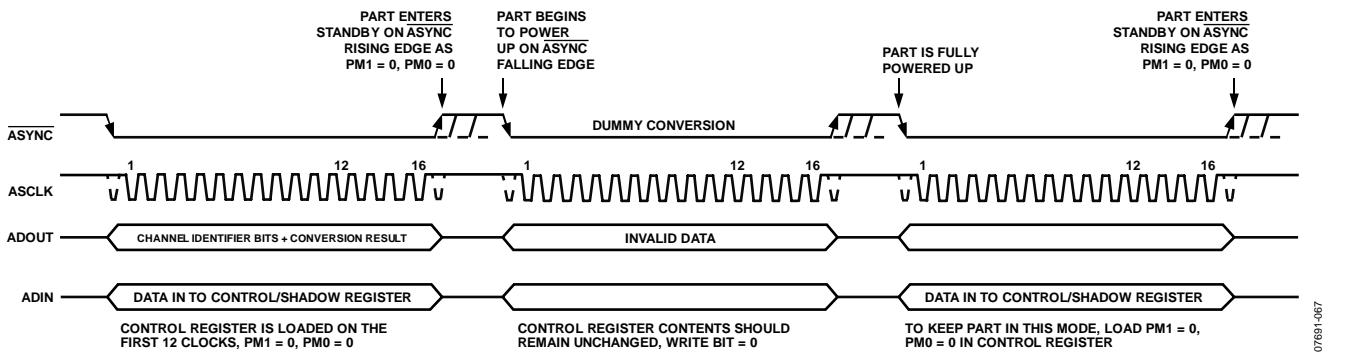 PART ENTERS
STANDBY ON ASYNC
RISING EDGE AS
PM1 = 0, PM0 = 0
PART BEGINS
TO POWER
UP ON ASYNC
FALLING EDGE
PART IS FULLY
POWERED UP
PART ENTERS
STANDBY ON ASYNC
RISING EDGE AS
PM1 = 0, PM0 = 0
ASYNC
DUMMY CONVERSION
ASCLK
1 12 16
1 12 16
1 12 16
ADOUT
CHANNEL IDENTIFIER BITS + CONVERSION RESULT
INVALID DATA
ADIN
DATA IN TO CONTROL/SHADOW REGISTER
DATA IN TO CONTROL/SHADOW REGISTER
CONTROL REGISTER IS LOADED ON THE
FIRST 12 CLOCKS, PM1 = 0, PM0 = 0
CONTROL REGISTER CONTENTS SHOULD
REMAIN UNCHANGED, WRITE BIT = 0
TO KEEP PART IN THIS MODE, LOAD PM1 = 0,
PM0 = 0 IN CONTROL REGISTER
07691-067